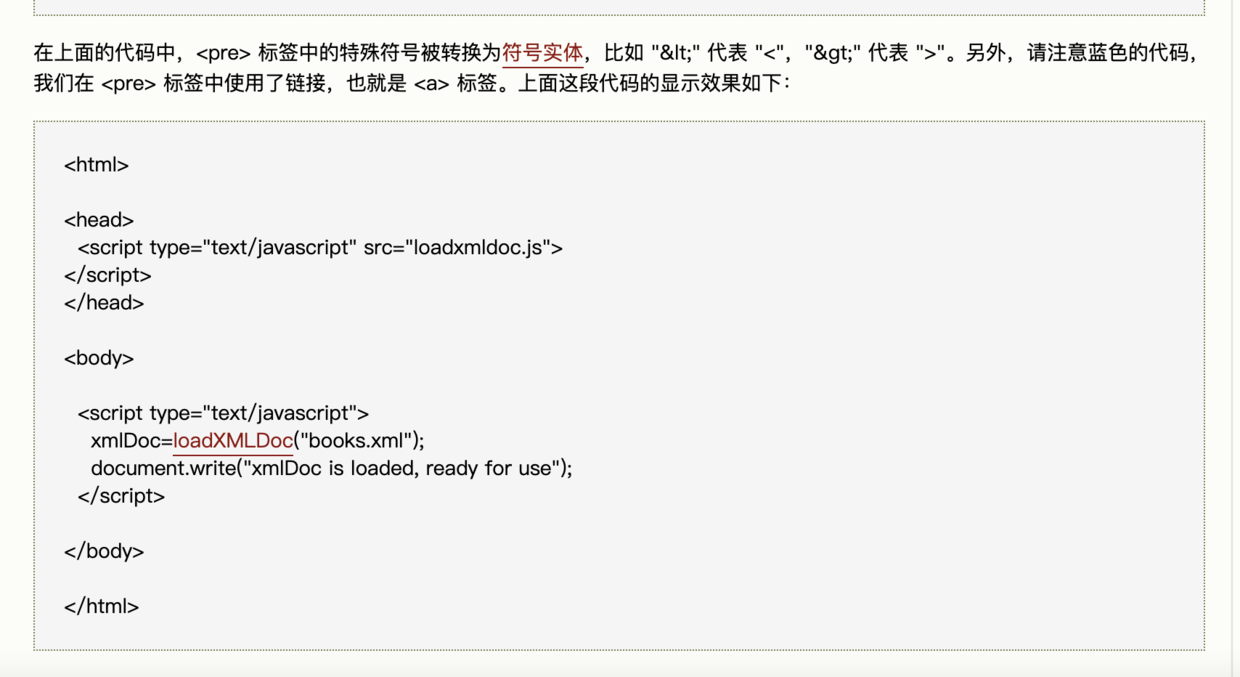 在上面的代码中，<pre> 标签中的特殊符号被转换为符号实体，比如 "&lt;" 代表 "<"，"&gt;" 代表 ">"。另外，请注意蓝色的代码，
我们在 <pre> 标签中使用了链接，也就是 <a> 标签。上面这段代码的显示效果如下：
<html>
<head>
<script type="text/javascript" src="loadxmldoc.js">
</script>
</head>
<body>
<script type="text/javascript">
xmlDoc=loadXMLDoc("books.xml");
document.write("xmlDoc is loaded, ready for use");
</script>
</body>
</html>